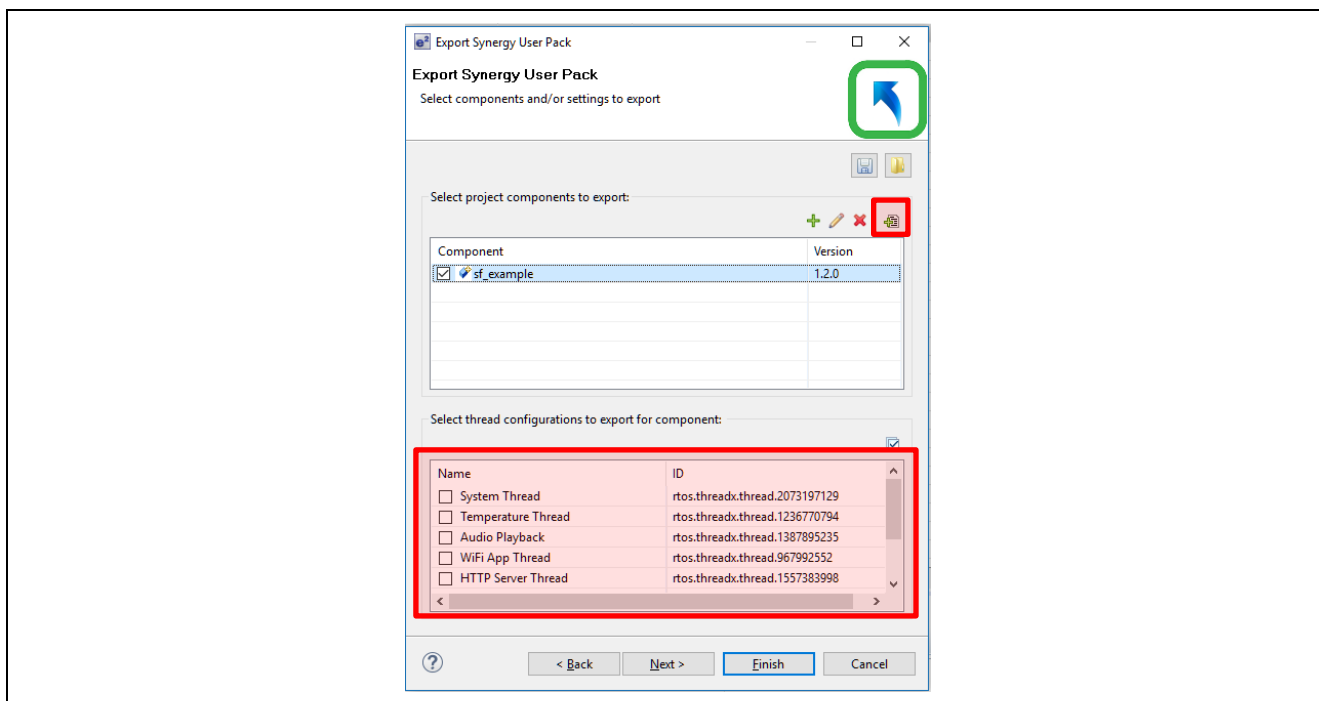 e² Export Synergy User Pack
Export Synergy User Pack
Select components and/or settings to export
Select project components to export:
Component Version
sf_example 1.2.0
Select thread configurations to export for component:
Name ID
System Thread rtos.threadx.thread.2073197129
Temperature Thread rtos.threadx.thread.1236770794
Audio Playback rtos.threadx.thread.1387895235
WiFi App Thread rtos.threadx.thread.967992552
HTTP Server Thread rtos.threadx.thread.1557383998
? < Back Next > Finish Cancel